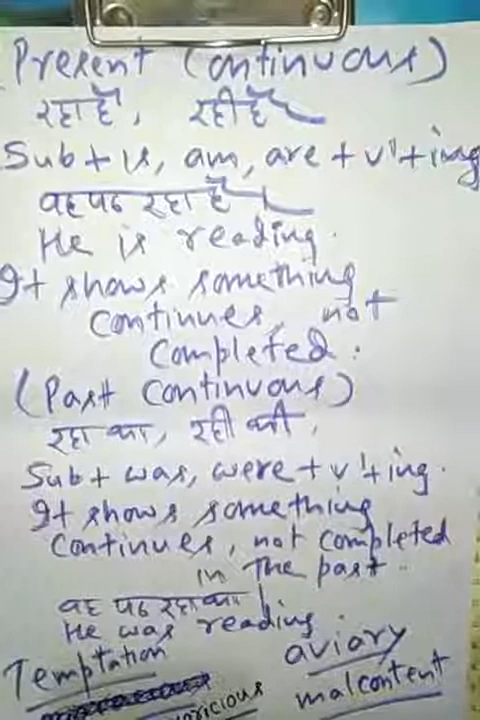 Present (Continuous)
रहा है, रही है
Sub + is, am, are + v1 + ing
वह पढ रहा है।
He is reading.
It shows something
continues, not
completed.
(Past Continuous)
रहा था, रही थी,
Sub + was, were + v1 + ing.
It shows something
continues, not completed
in the past.
वह पढ रहा था।
He was reading.
Temptation
aviary
malcontent